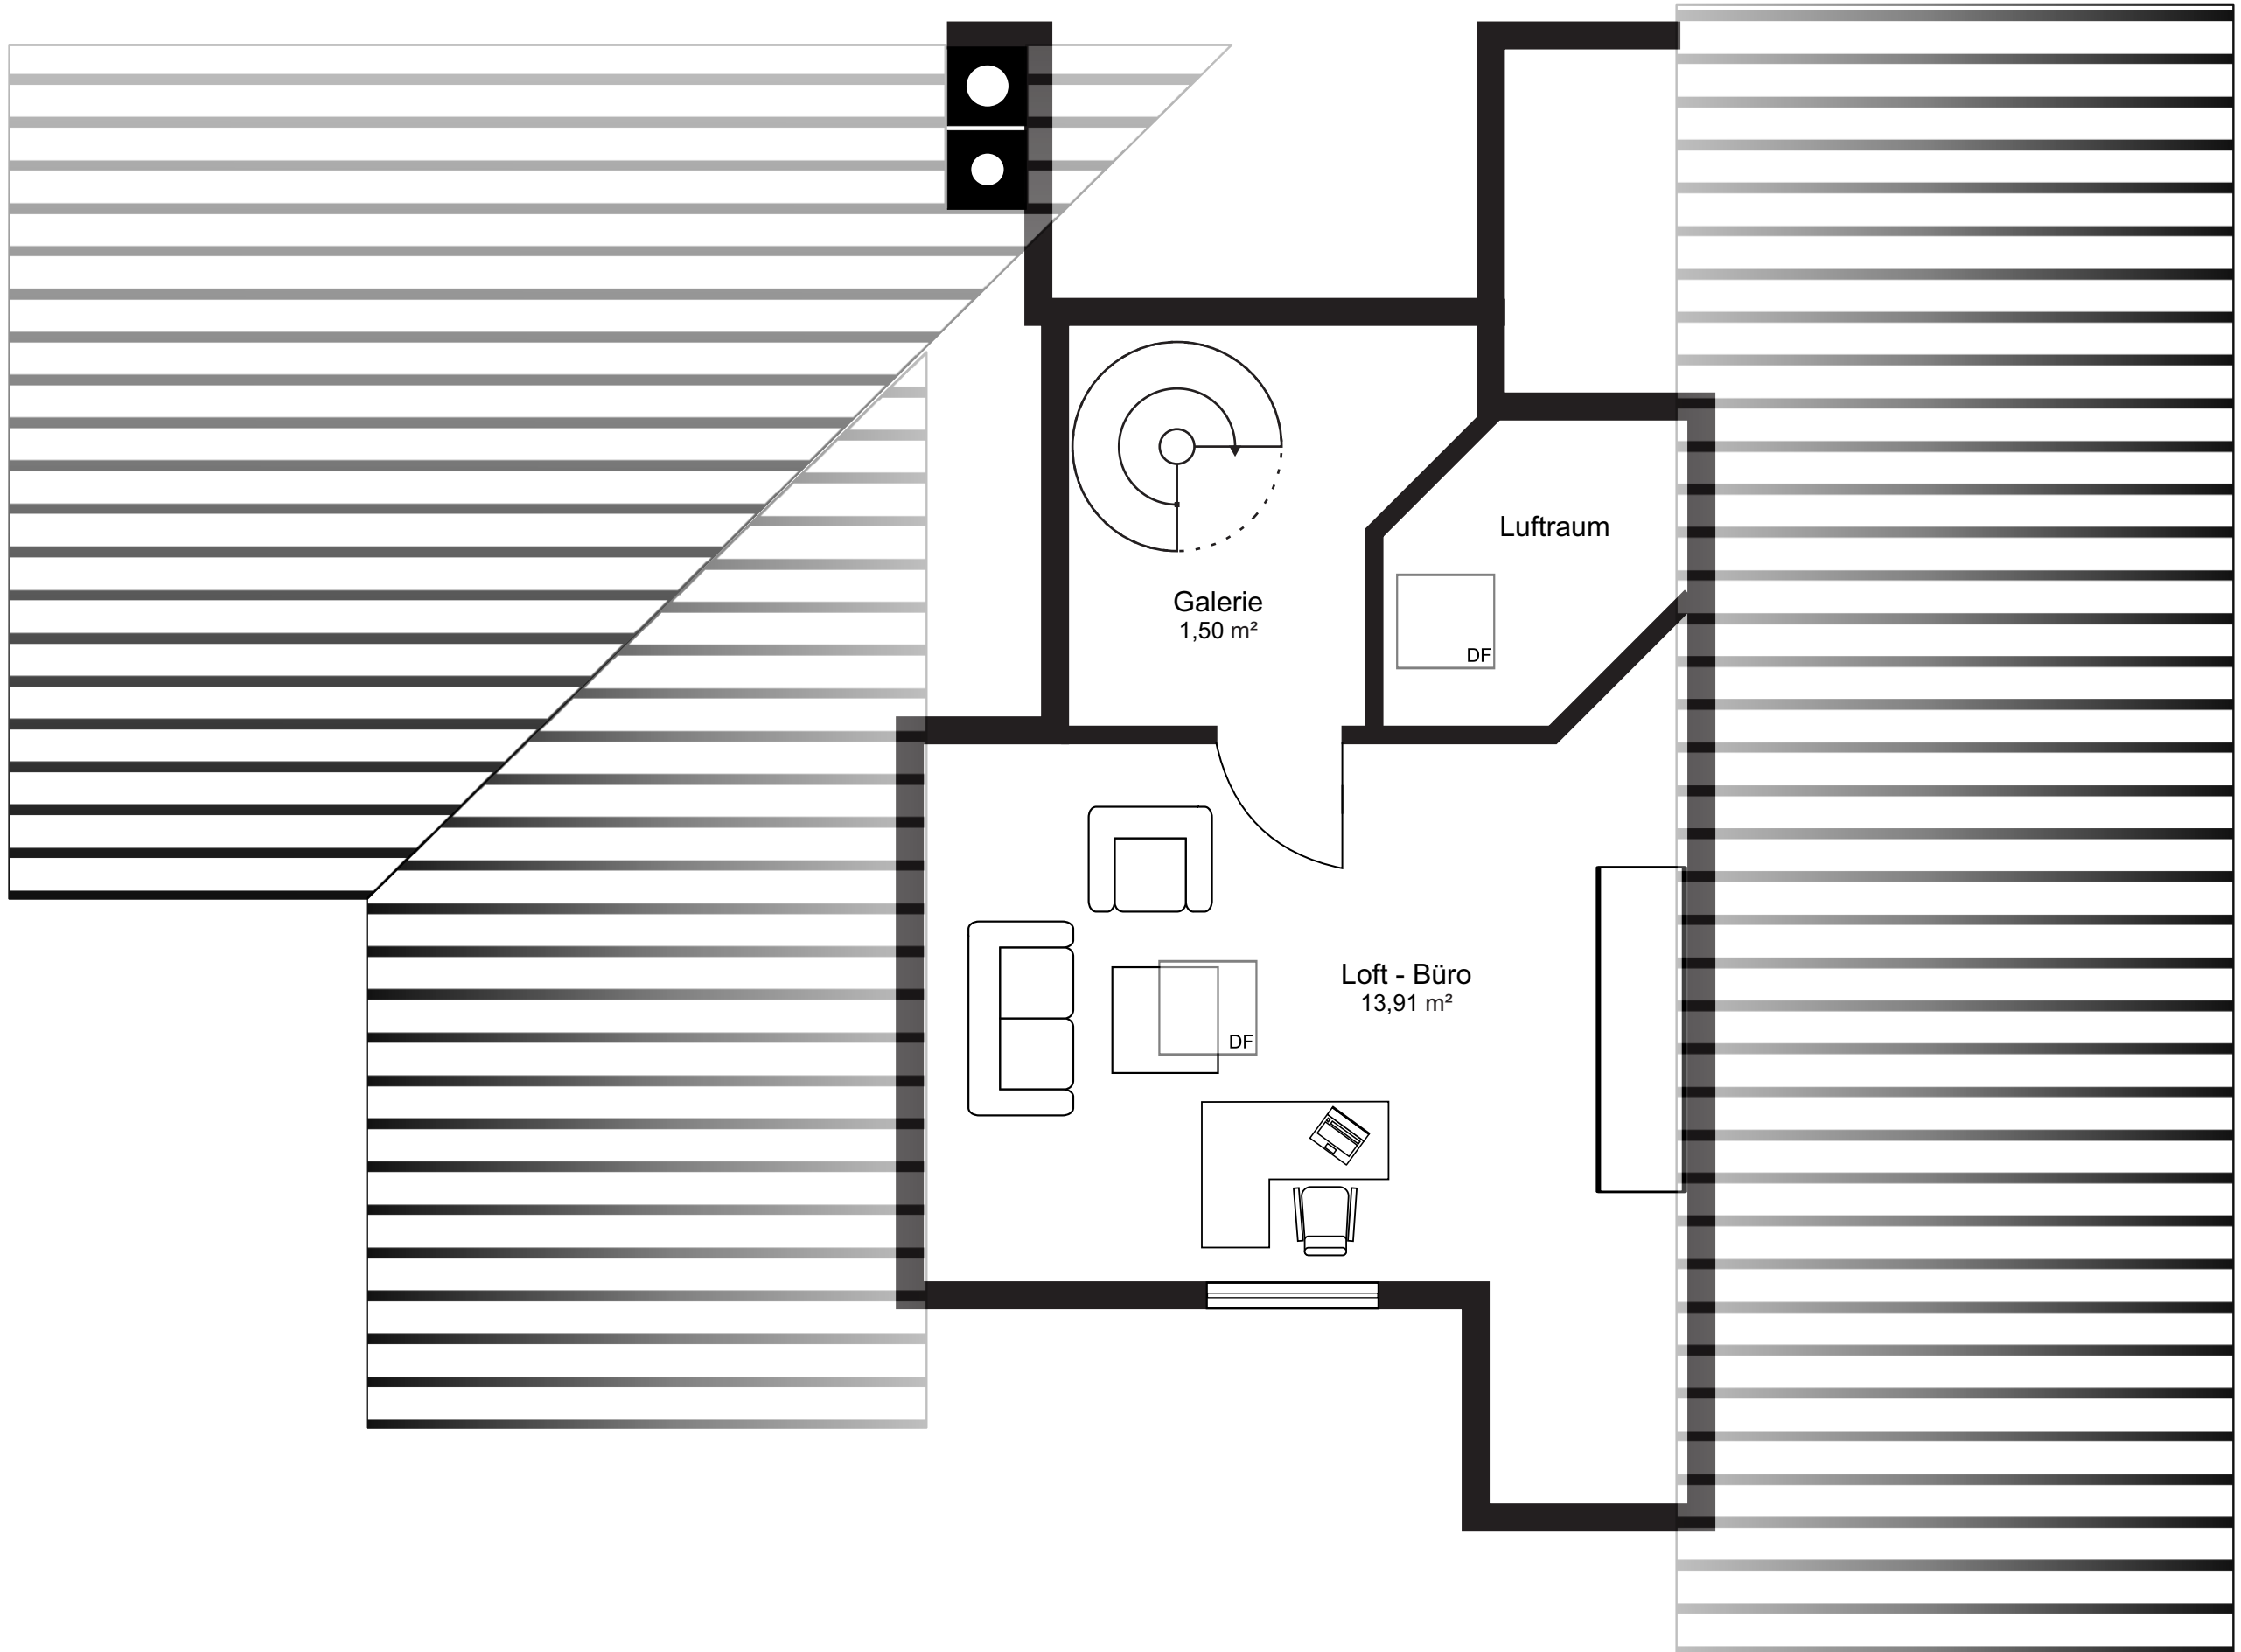 Luftraum
Galerie
1,50 m²
DF
Loft - Büro
13,91 m²
DF